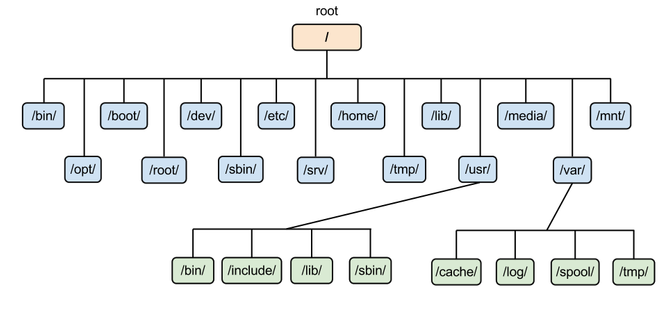 root
/
/bin/
/boot/
/dev/
/etc/
/home/
/lib/
/media/
/mnt/
/opt/
/root/
/sbin/
/srv/
/tmp/
/usr/
/var/
/bin/
/include/
/lib/
/sbin/
/cache/
/log/
/spool/
/tmp/